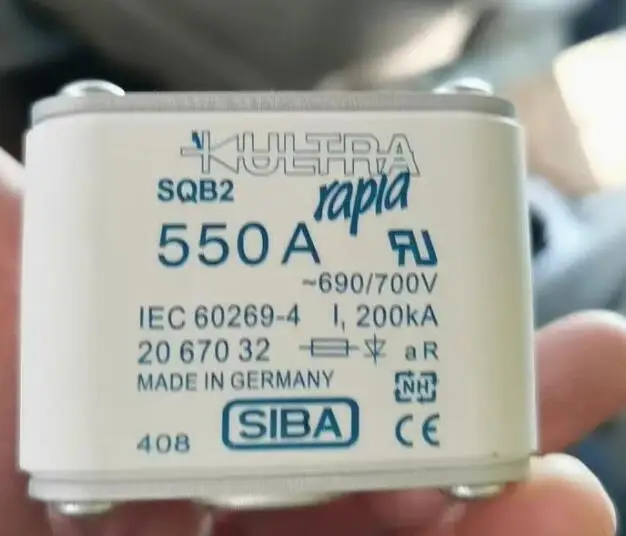 ULTRA
rapid
SQB2
550 A
~690/700V
IEC 60269-4 I, 200kA
20 670 32 aR
MADE IN GERMANY
NH
SIBA
CE
408